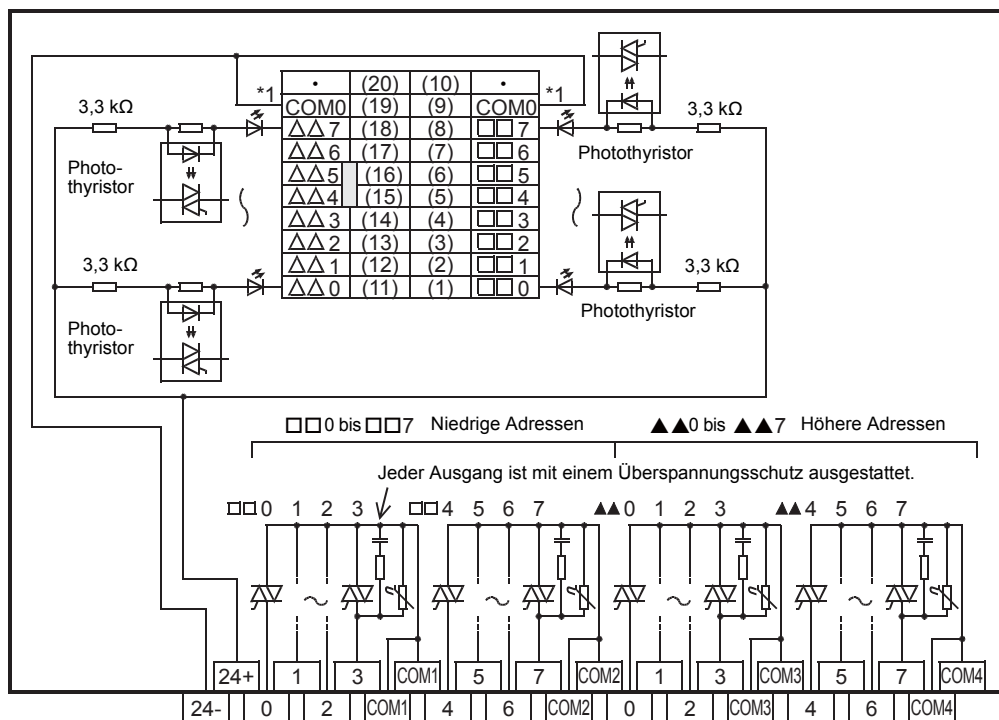 • (20) (10) •
*1 COM0 (19) (9) COM0 *1
3,3 kΩ △△7 (18) (8) □□7 3,3 kΩ
△△6 (17) (7) □□6
△△5 (16) (6) □□5
△△4 (15) (5) □□4
△△3 (14) (4) □□3
△△2 (13) (3) □□2
△△1 (12) (2) □□1
3,3 kΩ △△0 (11) (1) □□0 3,3 kΩ
Photo-
thyristor
Photothyristor
Photo-
thyristor
Photothyristor
□□0 bis □□7 Niedrige Adressen ▲▲0 bis ▲▲7 Höhere Adressen
Jeder Ausgang ist mit einem Überspannungsschutz ausgestattet.
□□0 1 2 3 □□4 5 6 7 ▲▲0 1 2 3 ▲▲4 5 6 7
24+ 1 3 COM1 5 7 COM2 1 3 COM3 5 7 COM4
24- 0 2 COM1 4 6 COM2 0 2 COM3 4 6 COM4